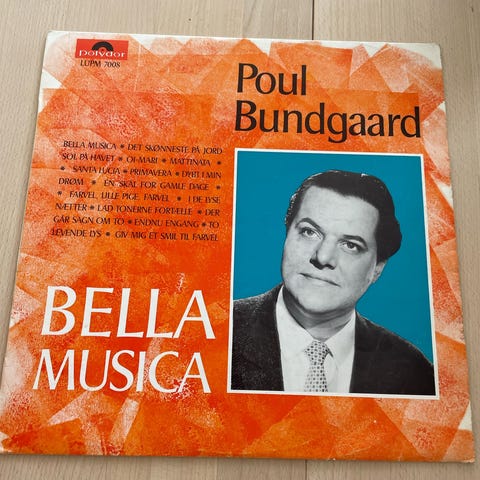 polydor
LUPM 7008
Poul
Bundgaard
BELLA MUSICA * DET SKØNNESTE PÅ JORD
SOL PÅ HAVET * OI-MARI * MATTINATA *
* SANTA LUCIA * PRIMAVERA * DYBT I MIN
DRØM * EN SKÅL FOR GAMLE DAGE *
* FARVEL, LILLE PIGE, FARVEL * I DE LYSE
NÆTTER * LAD TONERNE FORTÆLLE * DER
GÅR SAGN OM TO * ENDNU ENGANG * TO
LEVENDE LYS * GIV MIG ET SMIL TIL FARVEL
BELLA
MUSICA